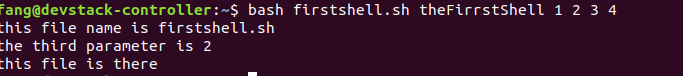 fang@devstack-controller:~$ bash firstshell.sh theFirrstShell 1 2 3 4
this file name is firstshell.sh
the third parameter is 2
this file is there